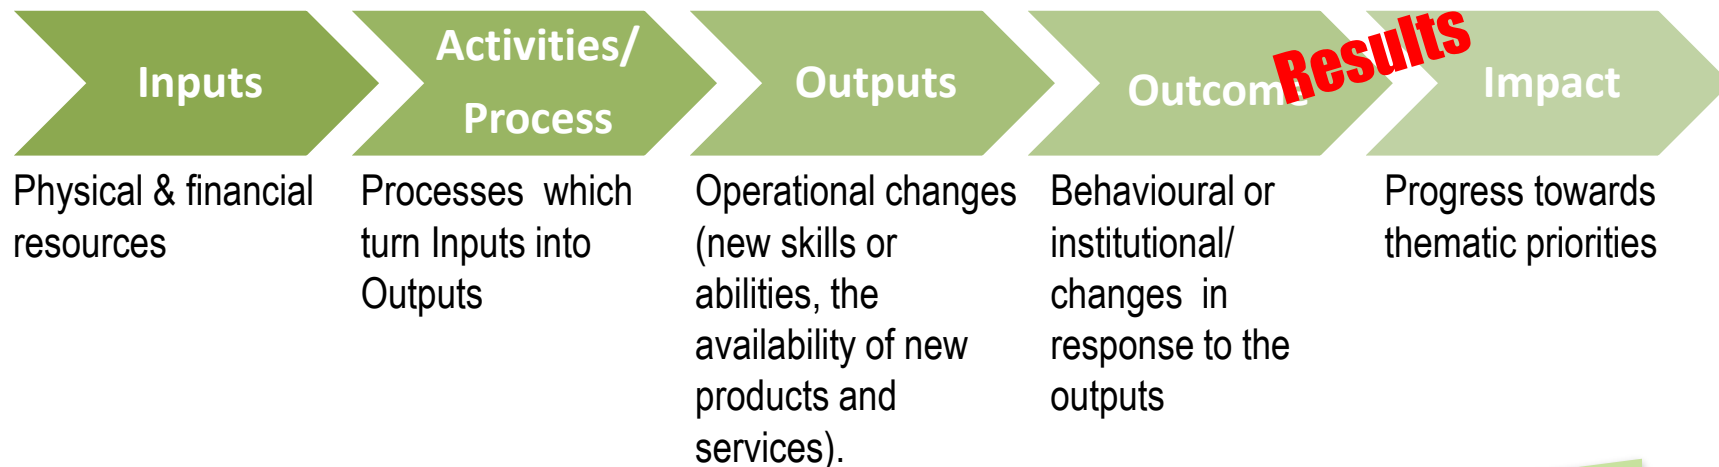 Inputs
Activities/
Process
Outputs
Outcome
Results
Impact
Physical & financial
resources
Processes which
turn Inputs into
Outputs
Operational changes
(new skills or
abilities, the
availability of new
products and
services).
Behavioural or
institutional/
changes in
response to the
outputs
Progress towards
thematic priorities